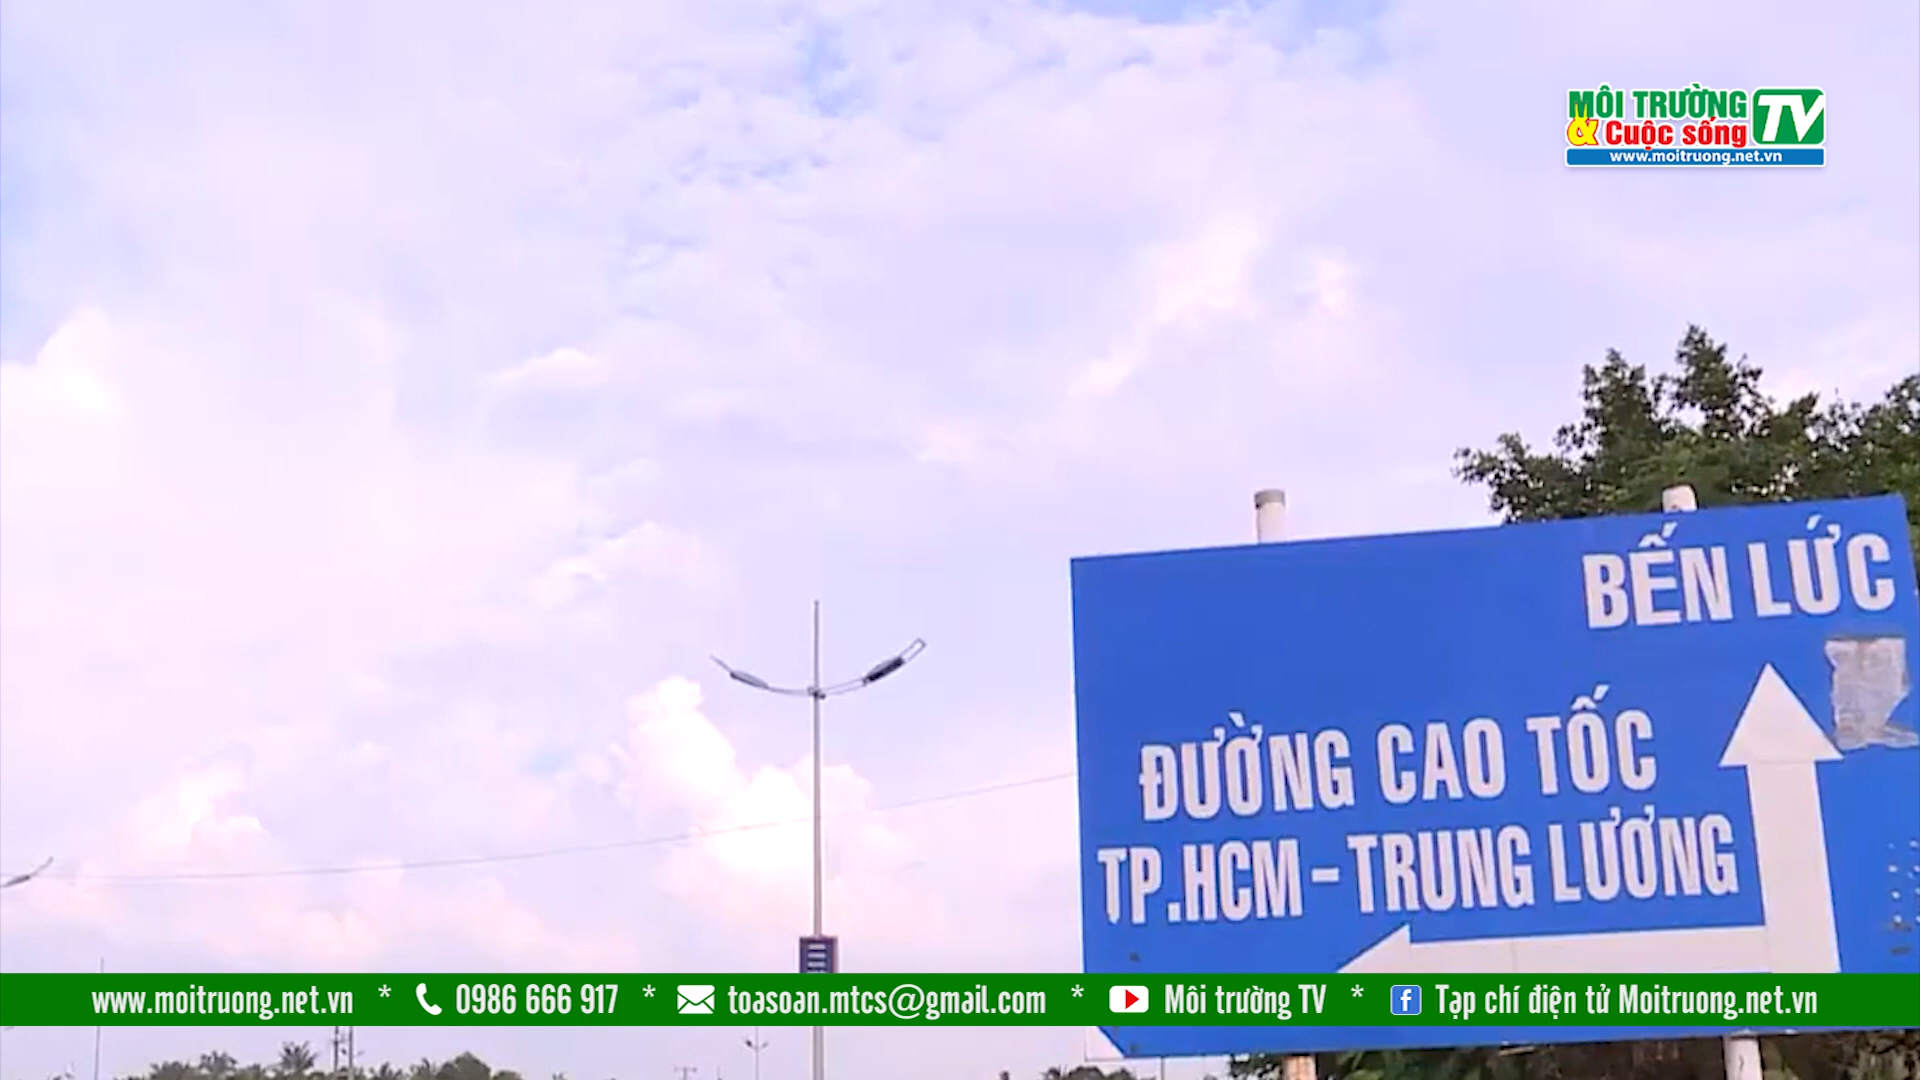 MÔI TRƯỜNG TV
& Cuộc sống
www.moitruong.net.vn
BẾN LỨC
ĐƯỜNG CAO TỐC
TP.HCM - TRUNG LƯƠNG
www.moitruong.net.vn * 0986 666 917 * toasoan.mtcs@gmail.com * Môi trường TV * Tạp chí điện tử Moitruong.net.vn